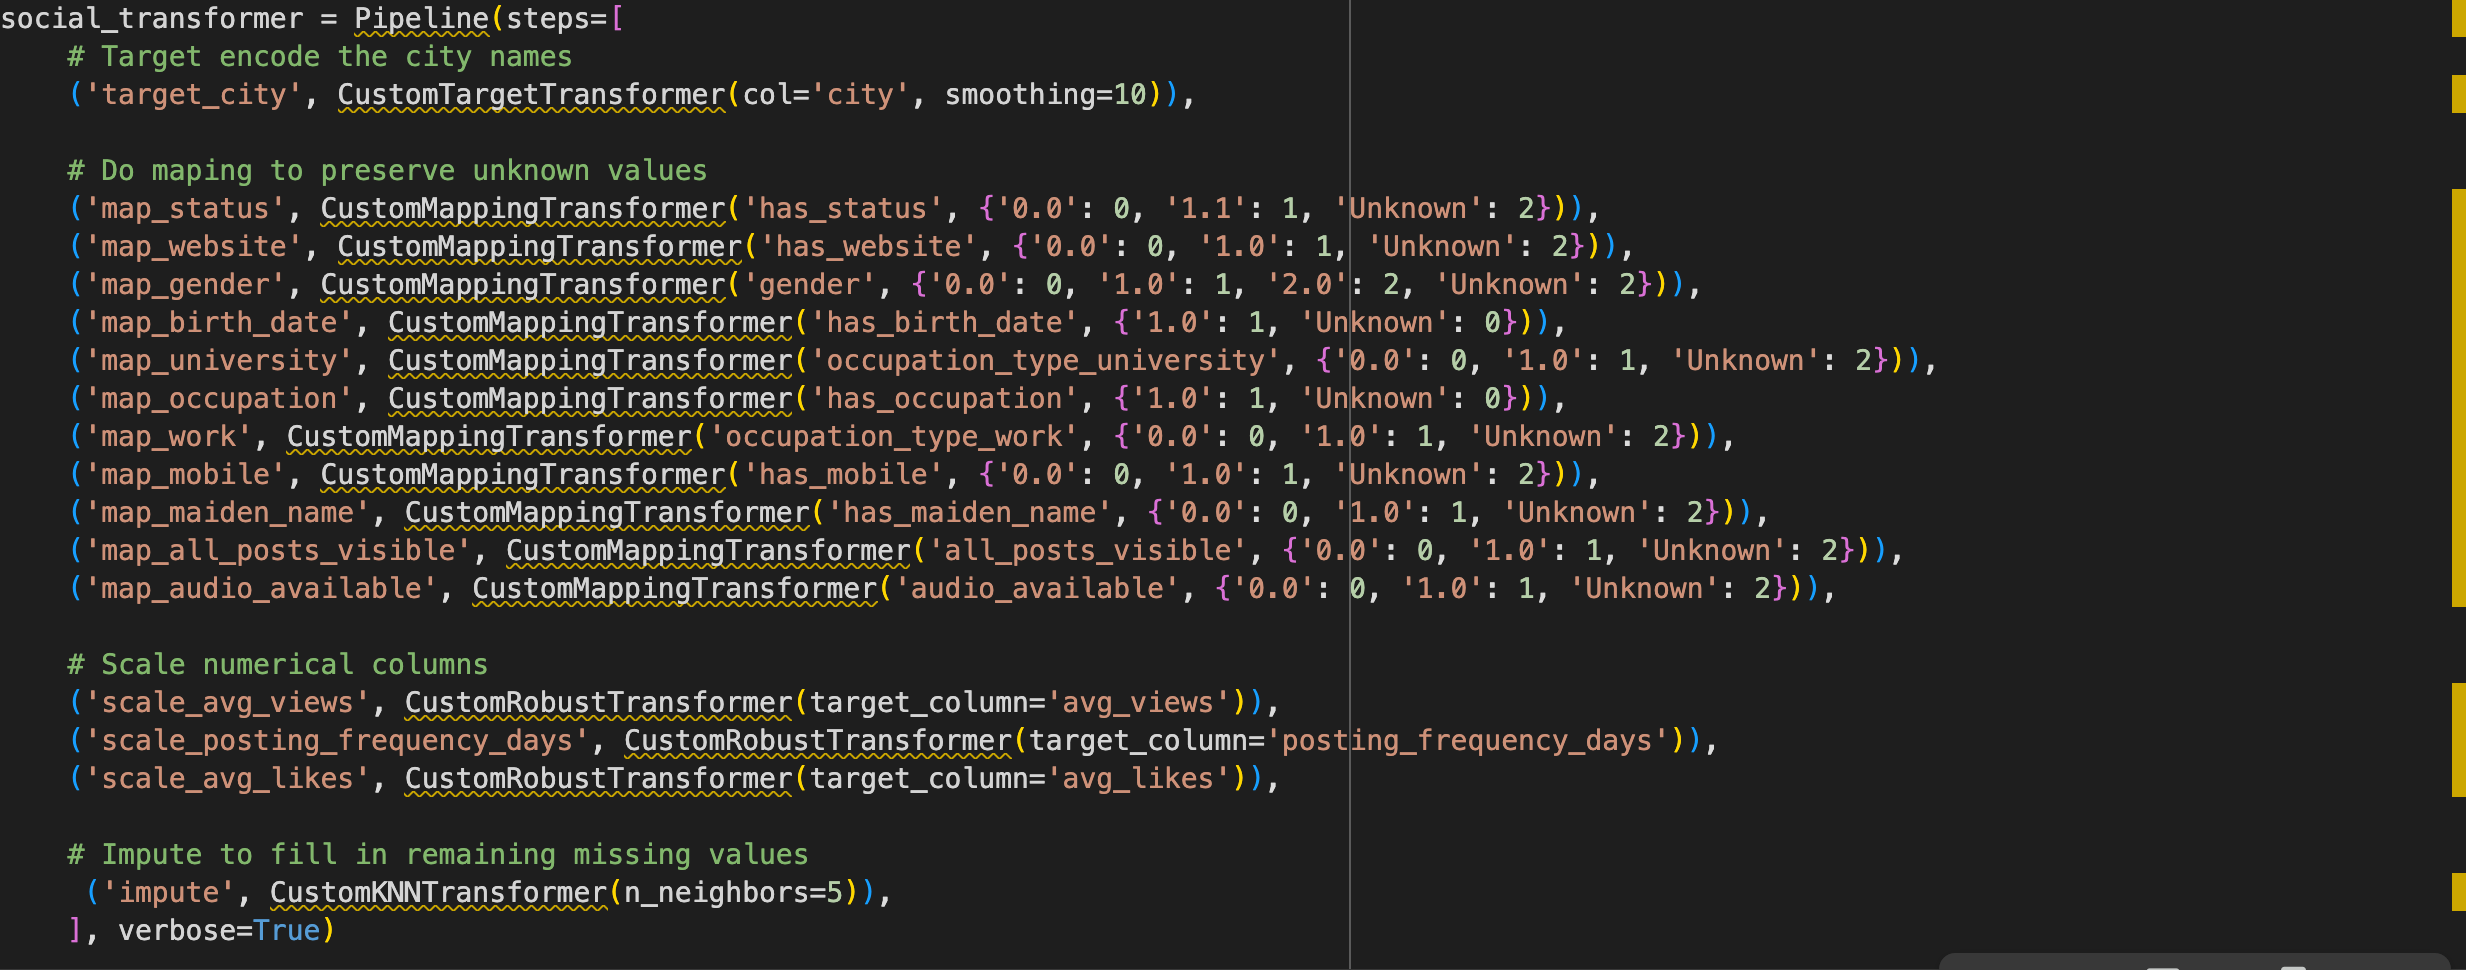 social_transformer = Pipeline(steps=[
    # Target encode the city names
    ('target_city', CustomTargetTransformer(col='city', smoothing=10)),

    # Do maping to preserve unknown values
    ('map_status', CustomMappingTransformer('has_status', {'0.0': 0, '1.1': 1, 'Unknown': 2})),
    ('map_website', CustomMappingTransformer('has_website', {'0.0': 0, '1.0': 1, 'Unknown': 2})),
    ('map_gender', CustomMappingTransformer('gender', {'0.0': 0, '1.0': 1, '2.0': 2, 'Unknown': 2})),
    ('map_birth_date', CustomMappingTransformer('has_birth_date', {'1.0': 1, 'Unknown': 0})),
    ('map_university', CustomMappingTransformer('occupation_type_university', {'0.0': 0, '1.0': 1, 'Unknown': 2})),
    ('map_occupation', CustomMappingTransformer('has_occupation', {'1.0': 1, 'Unknown': 0})),
    ('map_work', CustomMappingTransformer('occupation_type_work', {'0.0': 0, '1.0': 1, 'Unknown': 2})),
    ('map_mobile', CustomMappingTransformer('has_mobile', {'0.0': 0, '1.0': 1, 'Unknown': 2})),
    ('map_maiden_name', CustomMappingTransformer('has_maiden_name', {'0.0': 0, '1.0': 1, 'Unknown': 2})),
    ('map_all_posts_visible', CustomMappingTransformer('all_posts_visible', {'0.0': 0, '1.0': 1, 'Unknown': 2})),
    ('map_audio_available', CustomMappingTransformer('audio_available', {'0.0': 0, '1.0': 1, 'Unknown': 2})),

    # Scale numerical columns
    ('scale_avg_views', CustomRobustTransformer(target_column='avg_views')),
    ('scale_posting_frequency_days', CustomRobustTransformer(target_column='posting_frequency_days')),
    ('scale_avg_likes', CustomRobustTransformer(target_column='avg_likes')),

    # Impute to fill in remaining missing values
     ('impute', CustomKNNTransformer(n_neighbors=5)),
    ], verbose=True)